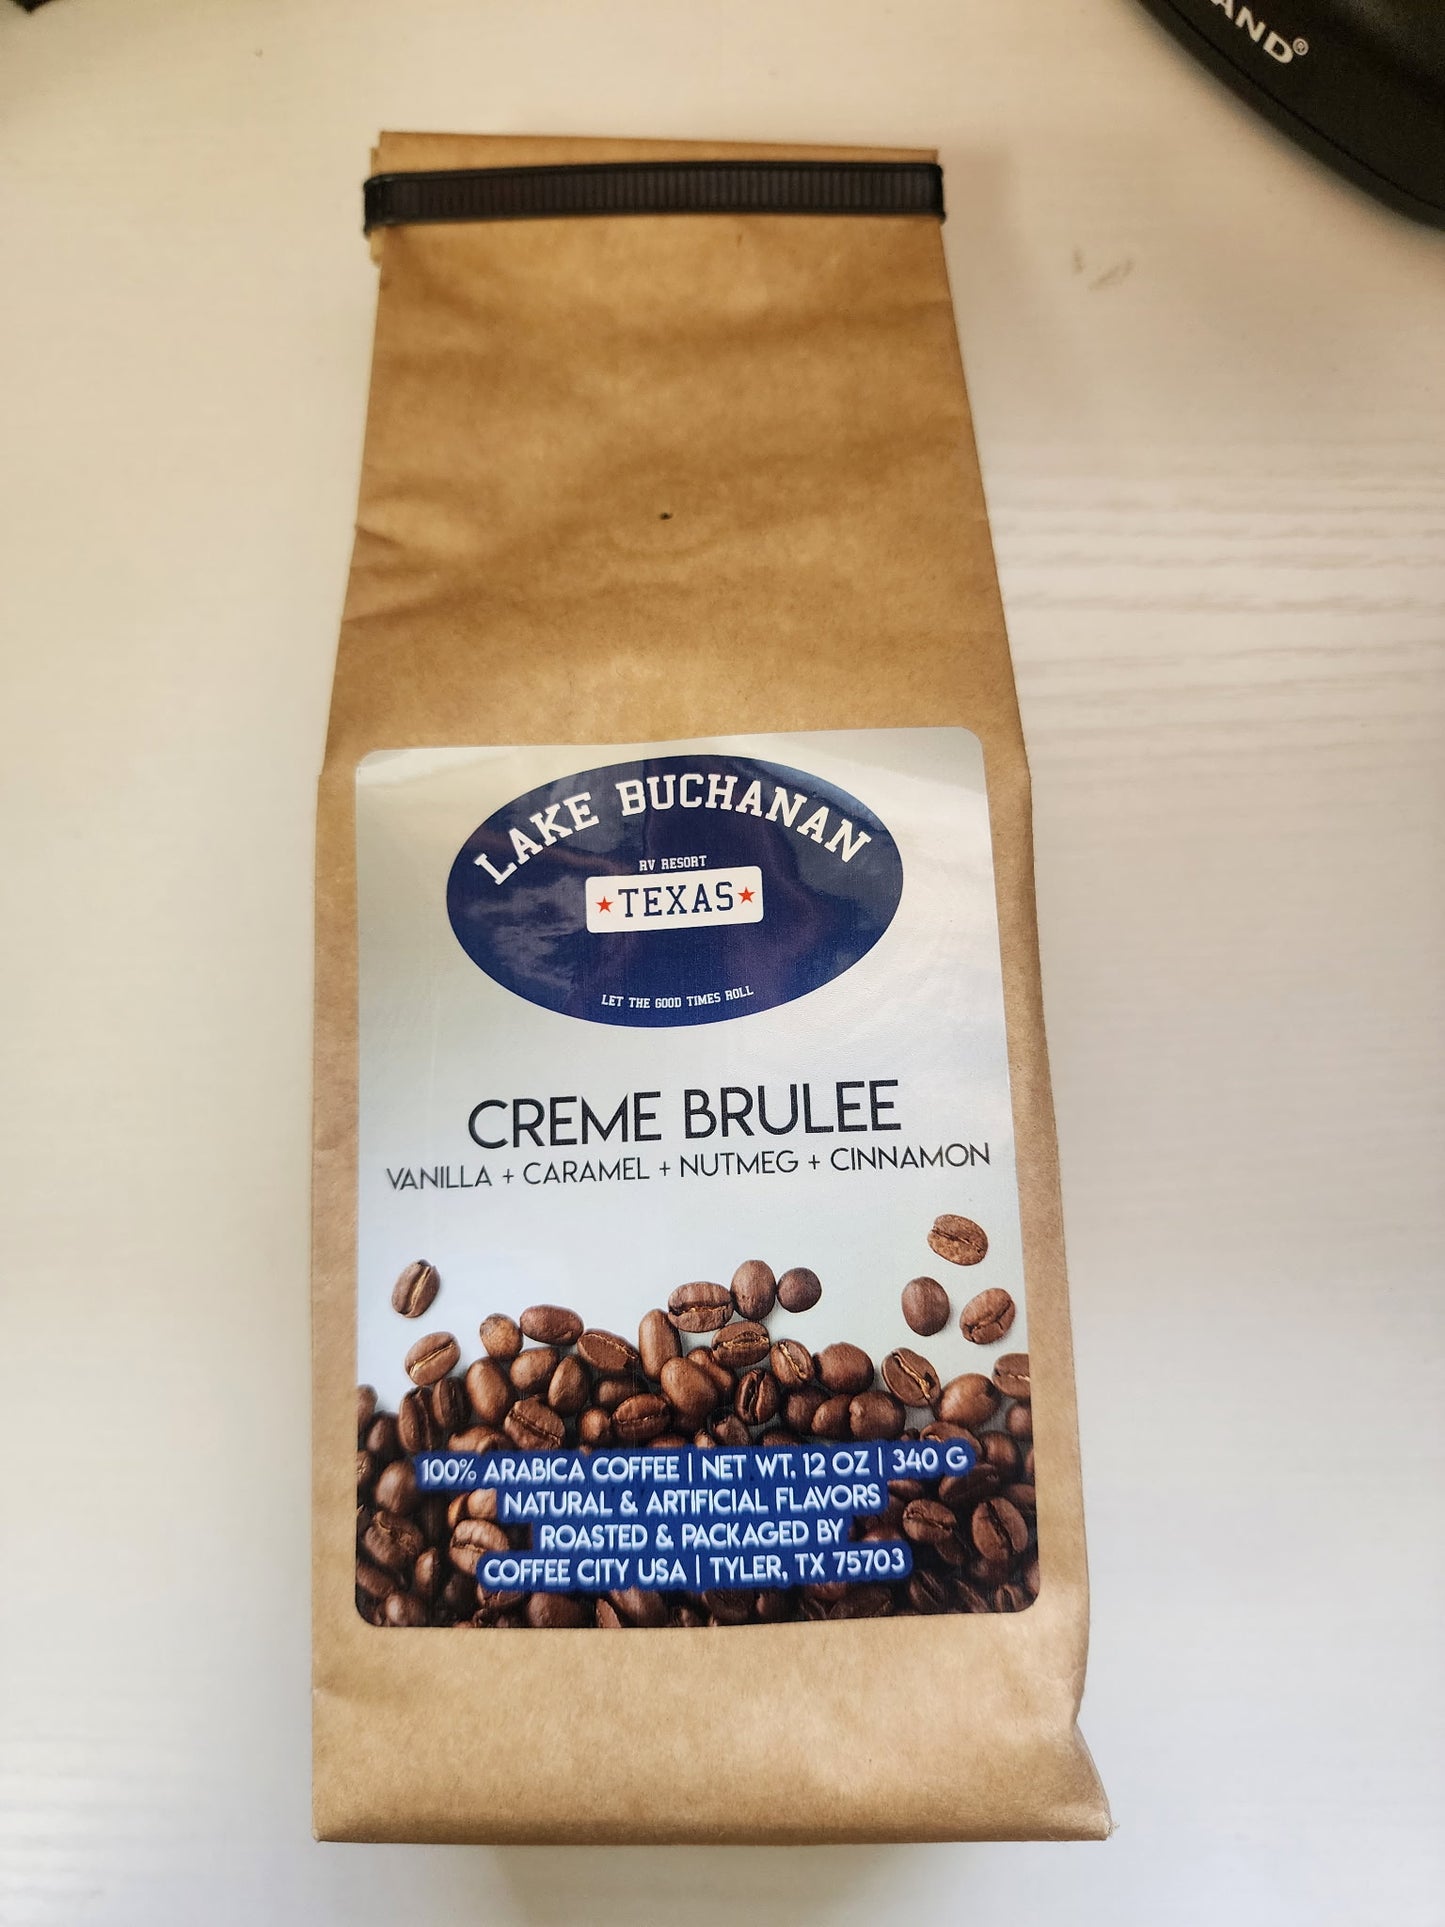 AND®
LAKE BUCHANAN
RV RESORT
TEXAS
LET THE GOOD TIMES ROLL
CREME BRULEE
VANILLA + CARAMEL + NUTMEG + CINNAMON
100% ARABICA COFFEE | NET WT. 12 OZ | 340 G
NATURAL & ARTIFICIAL FLAVORS
ROASTED & PACKAGED BY
COFFEE CITY USA | TYLER, TX 75703